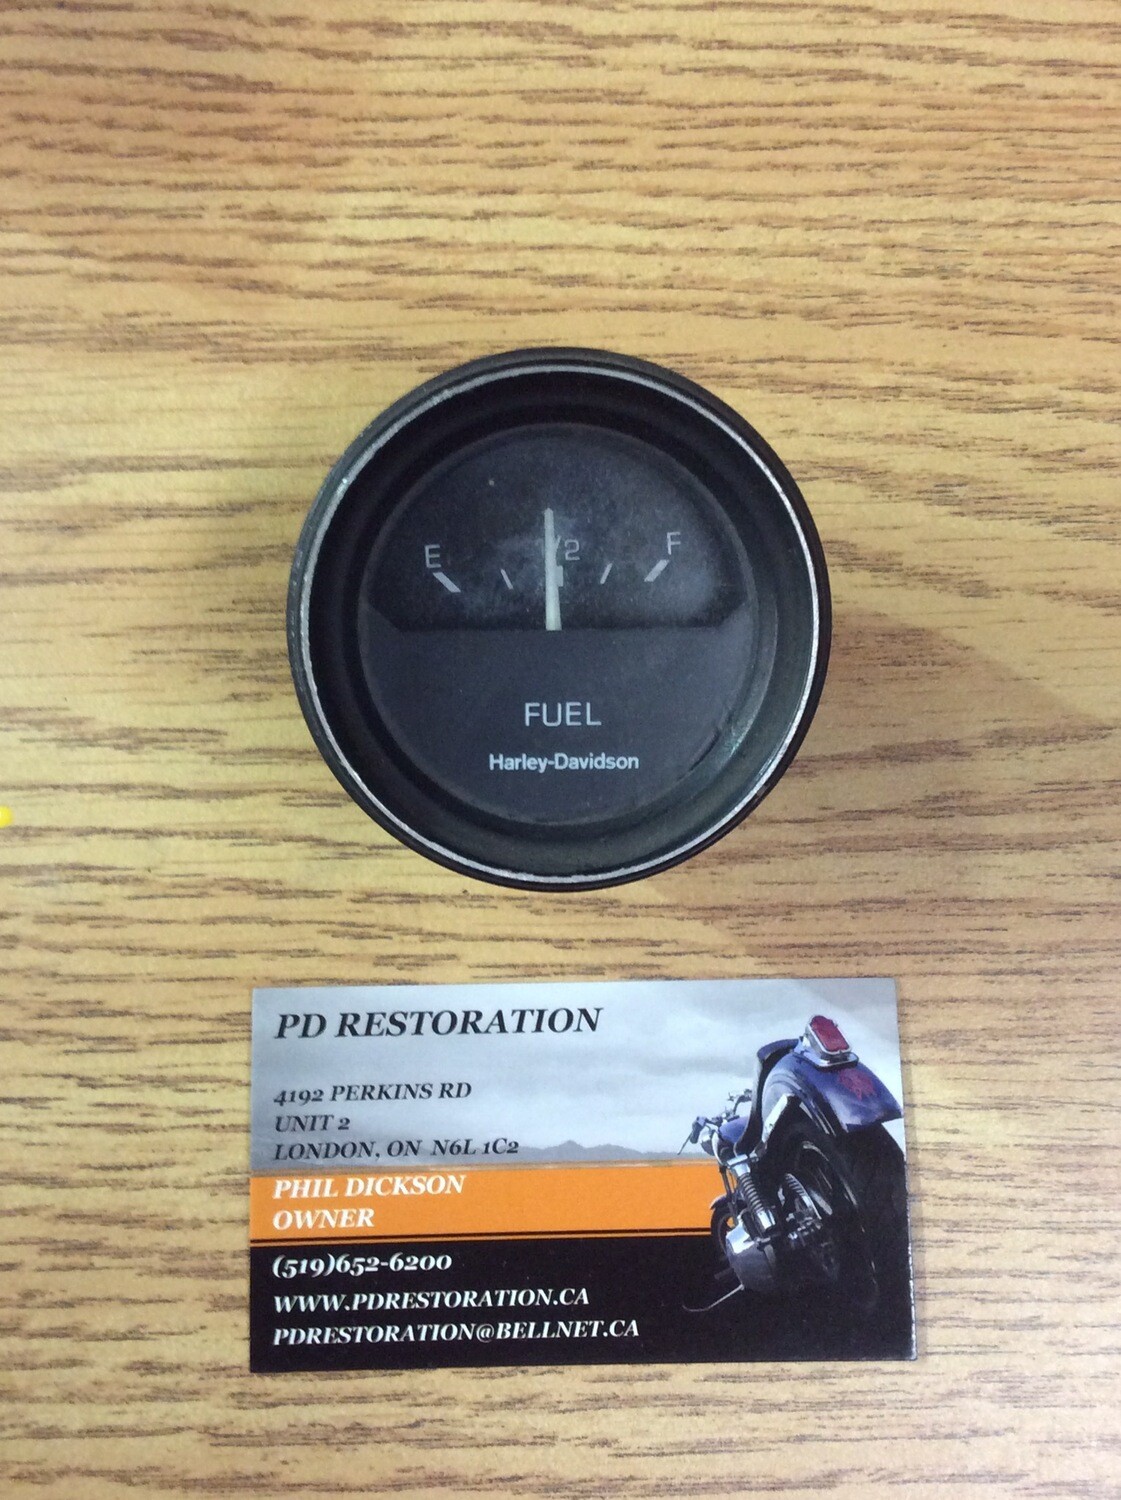 E 1/2 F
FUEL
Harley-Davidson
PD RESTORATION
4192 PERKINS RD
UNIT 2
LONDON, ON N6L 1C2
PHIL DICKSON
OWNER
(519)652-6200
WWW.PDRESTORATION.CA
PDRESTORATION@BELLNET.CA